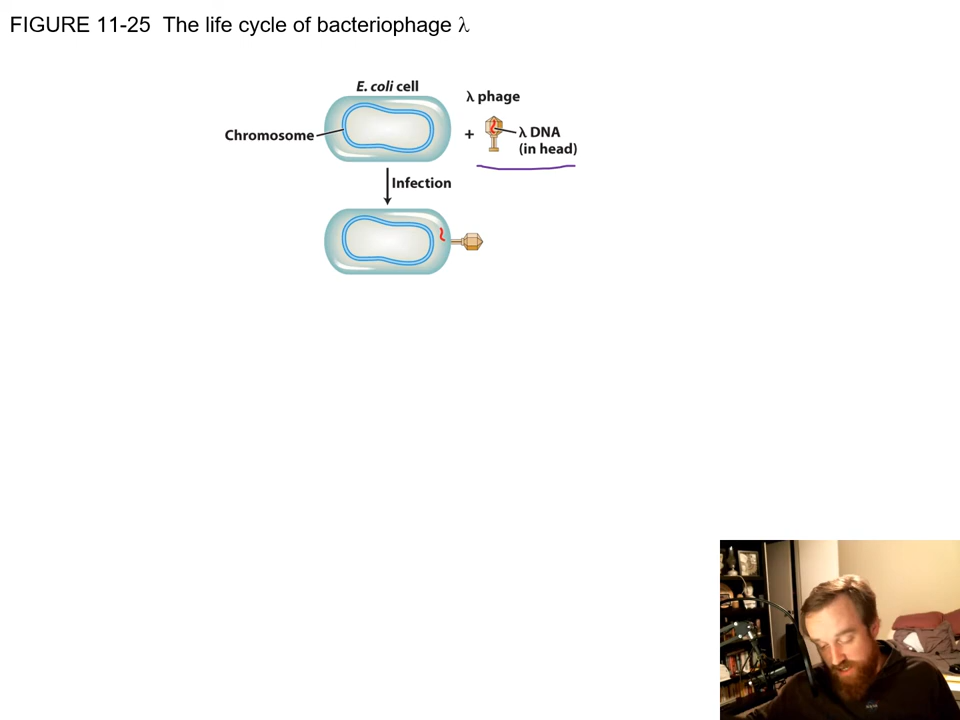 FIGURE 11-25 The life cycle of bacteriophage λ
E. coli cell
λ phage
Chromosome
+
λ DNA
(in head)
Infection